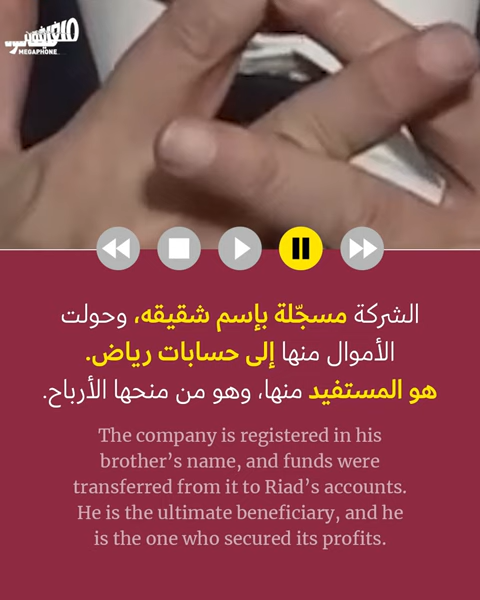 ميغافون
MEGAPHONE
الشركة مسجّلة بإسم شقيقه، وحولت
الأموال منها إلى حسابات رياض.
هو المستفيد منها، وهو من منحها الأرباح.
The company is registered in his
brother’s name, and funds were
transferred from it to Riad’s accounts.
He is the ultimate beneficiary, and he
is the one who secured its profits.